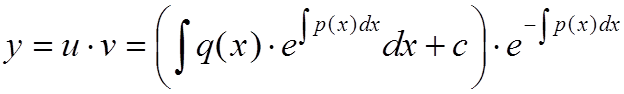 y = u · v = ( ∫ q(x) · e^{∫ p(x) dx} dx + c ) · e^{−∫ p(x) dx}